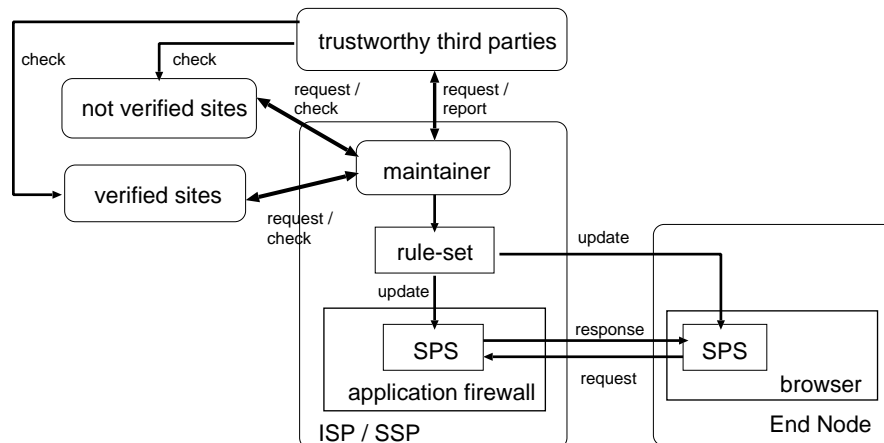 trustworthy third parties
check
check
not verified sites
request /
check
request /
report
maintainer
verified sites
request /
check
rule-set
update
update
SPS
response
SPS
request
application firewall
browser
ISP / SSP
End Node